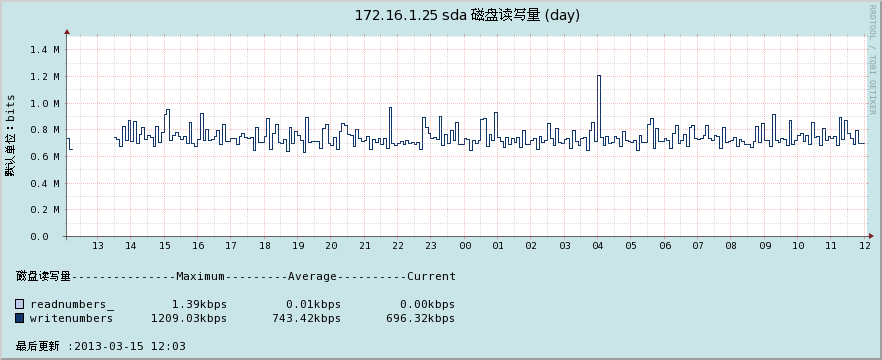 172.16.1.25 sda 磁盘读写量 (day)
RRDTOOL / TOBI OETIKER
默认单位：bits
1.4 M
1.2 M
1.0 M
0.8 M
0.6 M
0.4 M
0.2 M
0.0
13 14 15 16 17 18 19 20 21 22 23 00 01 02 03 04 05 06 07 08 09 10 11 12
磁盘读写量---------------Maximum---------Average----------Current
readnumbers_ 1.39kbps 0.01kbps 0.00kbps
writenumbers 1209.03kbps 743.42kbps 696.32kbps
最后更新 :2013-03-15 12:03